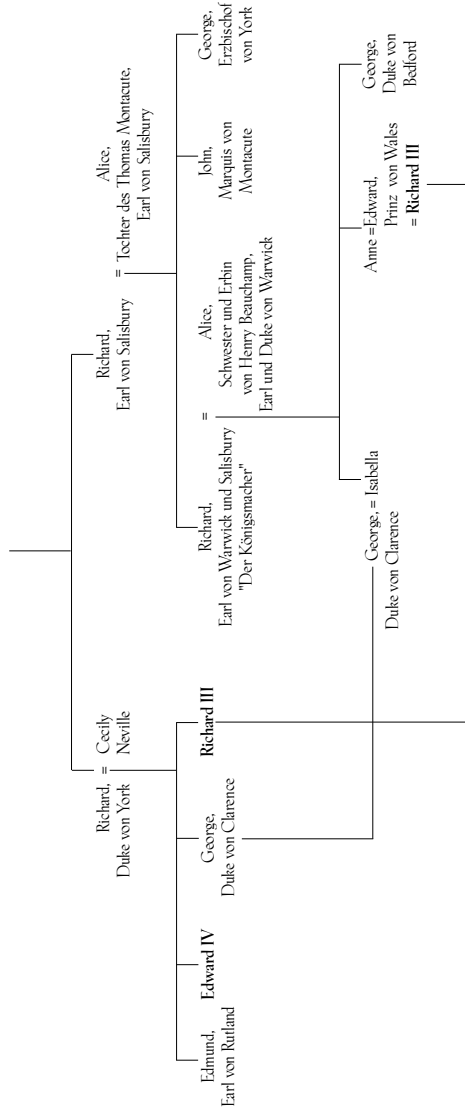 Richard,
Duke von York
= Cecily
Neville
Richard,
Earl von Salisbury
Alice,
= Tochter des Thomas Montacute,
Earl von Salisbury
Edmund,
Earl von Rutland
Edward IV
George,
Duke von Clarence
Richard III
Richard,
Earl von Warwick und Salisbury
"Der Königsmacher"
Alice,
= Schwester und Erbin
von Henry Beauchamp,
Earl und Duke von Warwick
John,
Marquis von
Montacute
George,
Erzbischof
von York
George, = Isabella
Duke von Clarence
Anne =Edward,
Prinz von Wales
= Richard III
George,
Duke von
Bedford